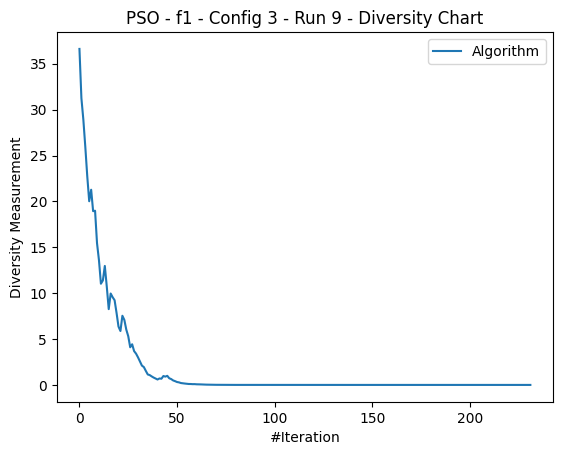 PSO - f1 - Config 3 - Run 9 - Diversity Chart
Algorithm
Diversity Measurement
35
30
25
20
15
10
5
0
0 50 100 150 200
#Iteration